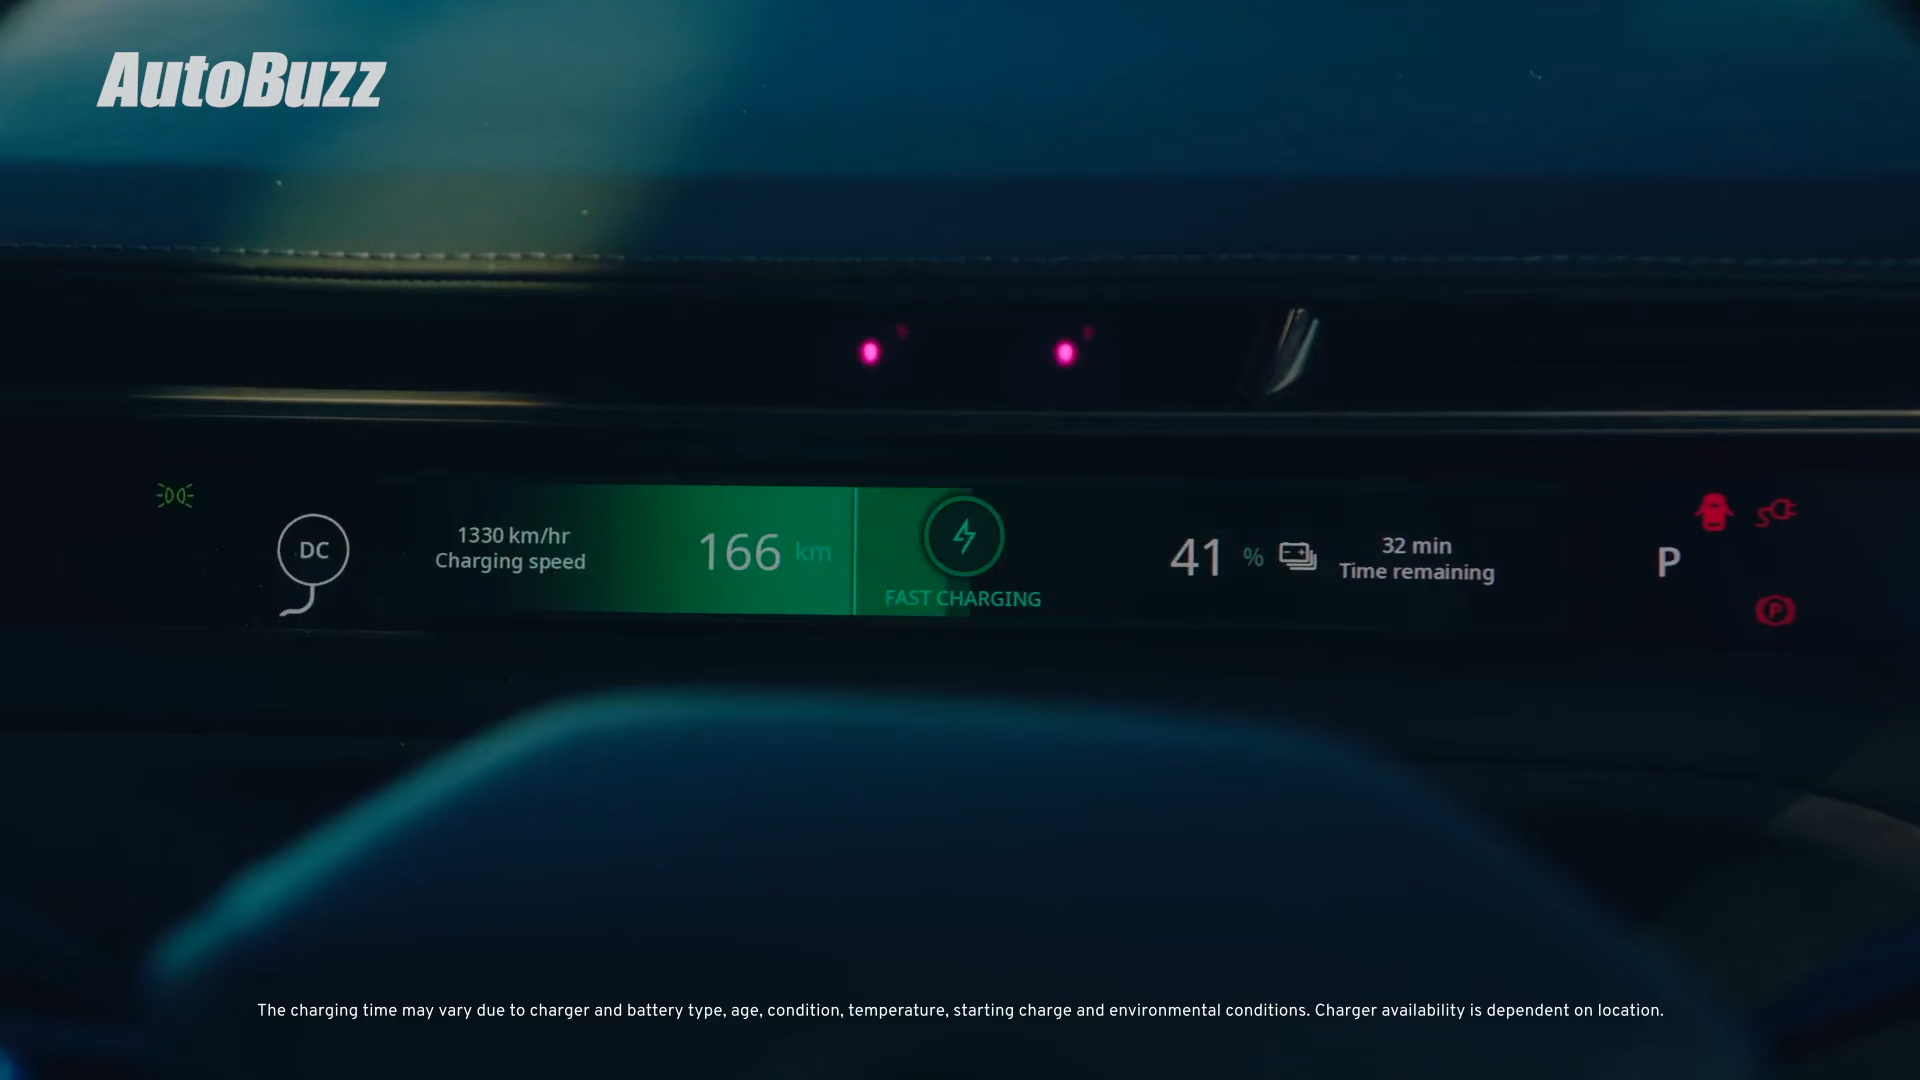 AutoBuzz
DC
1330 km/hr
Charging speed
166 km
FAST CHARGING
41 %
32 min
Time remaining
P
P
The charging time may vary due to charger and battery type, age, condition, temperature, starting charge and environmental conditions. Charger availability is dependent on location.